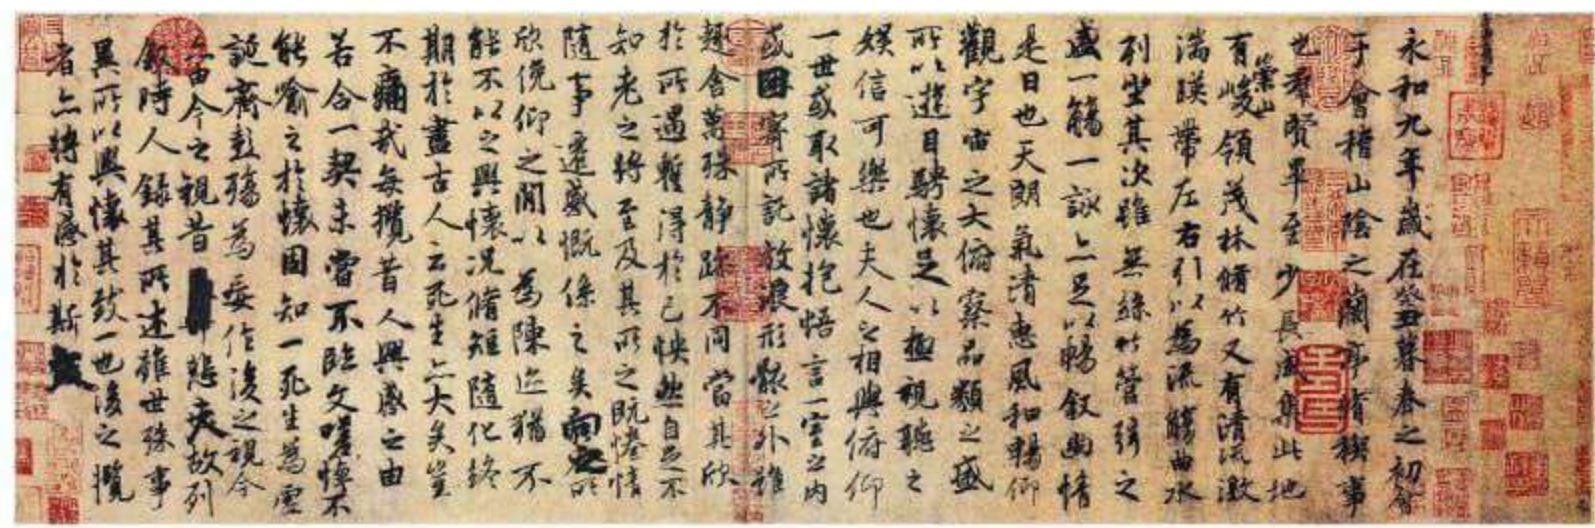 永和九年歲在癸丑暮春之初會
于會稽山陰之蘭亭脩稧事
也羣賢畢至少長咸集此地
有崇山峻領茂林脩竹又有清流激
湍暎帶左右引以為流觴曲水
列坐其次雖無絲竹管弦之
盛一觴一詠亦足以暢敘幽情
是日也天朗氣清惠風和暢仰
觀宇宙之大俯察品類之盛
所以遊目騁懷足以極視聽之
娛信可樂也夫人之相與俯仰
一世或取諸懷抱悟言一室之內
或因寄所託放浪形骸之外雖
趣舍萬殊靜躁不同當其欣
於所遇暫得於己怏然自足不
知老之將至及其所之既惓情
隨事遷感慨係之矣向之所
欣俛仰之閒以為陳迹猶不
能不以之興懷況脩短隨化終
期於盡古人云死生亦大矣豈
不痛哉每攬昔人興感之由
若合一契未嘗不臨文嗟悼不
能喻之於懷固知一死生為虛
誕齊彭殤為妄作後之視今
亦由今之視昔悲夫故列
敘時人錄其所述雖世殊事
異所以興懷其致一也後之攬
者亦將有感於斯文